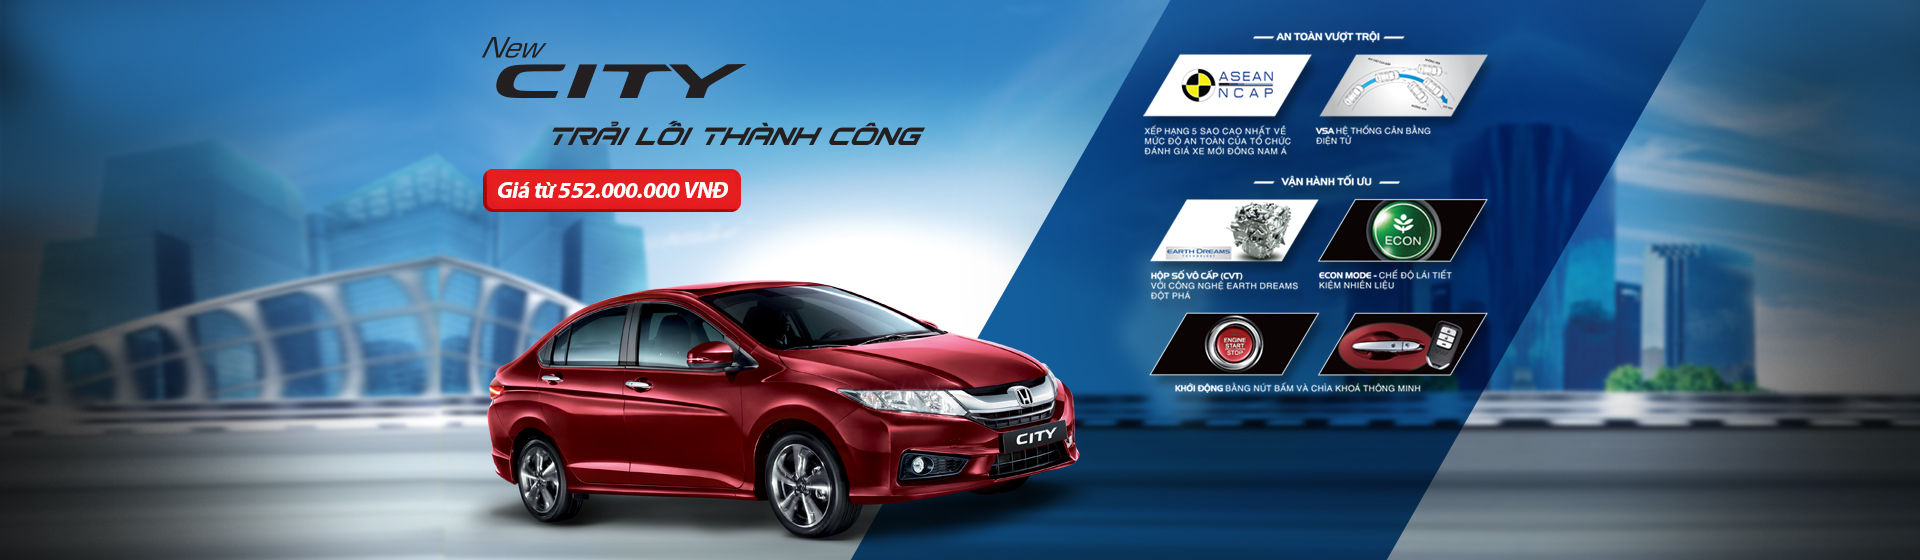 New
CITY
TRẢI LỐI THÀNH CÔNG
Giá từ 552.000.000 VNĐ
CITY
AN TOÀN VƯỢT TRỘI
ASEAN
NCAP
XẾP HẠNG 5 SAO CAO NHẤT VỀ
MỨC ĐỘ AN TOÀN CỦA TỔ CHỨC
ĐÁNH GIÁ XE MỚI ĐÔNG NAM Á
VSA HỆ THỐNG CÂN BẰNG
ĐIỆN TỬ
VẬN HÀNH TỐI ƯU
EARTH DREAMS
TECHNOLOGY
HỘP SỐ VÔ CẤP (CVT)
VỚI CÔNG NGHỆ EARTH DREAMS
ĐỘT PHÁ
ECON
ECON MODE - CHẾ ĐỘ LÁI TIẾT
KIỆM NHIÊN LIỆU
ENGINE
START
STOP
KHỞI ĐỘNG BẰNG NÚT BẤM VÀ CHÌA KHOÁ THÔNG MINH